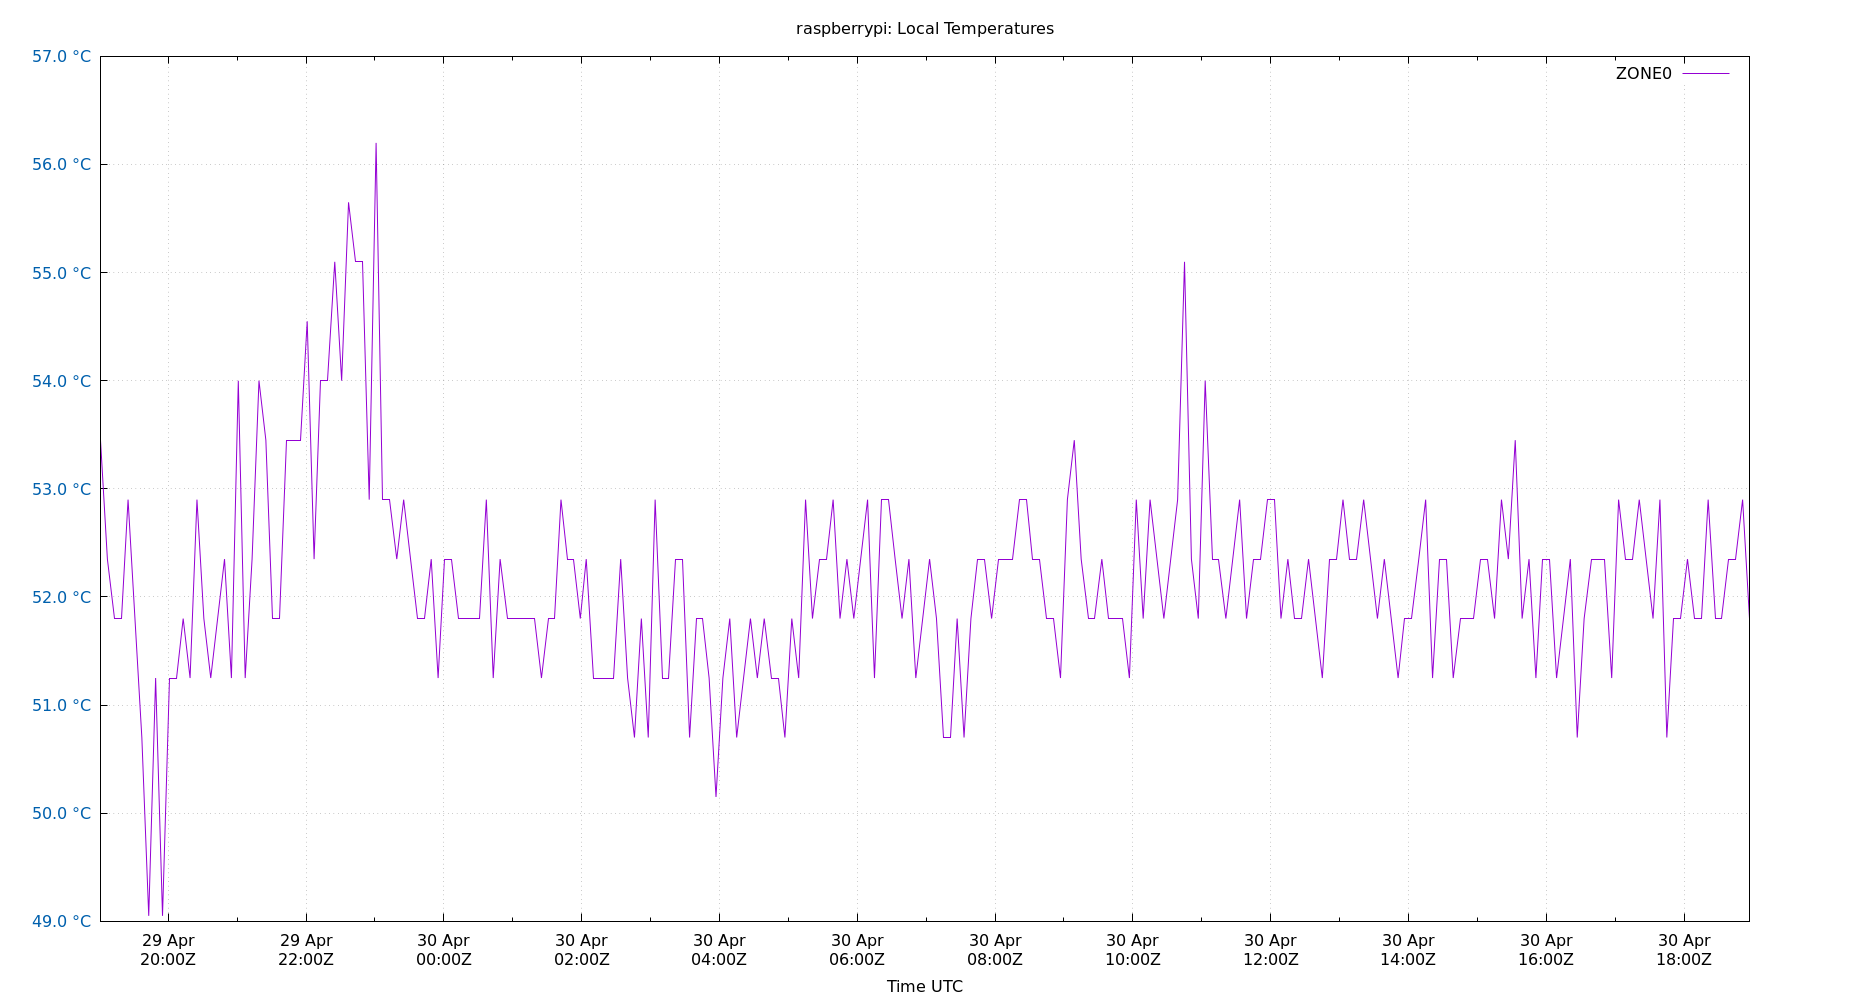 raspberrypi: Local Temperatures
57.0 °C
ZONE0
56.0 °C
55.0 °C
54.0 °C
53.0 °C
52.0 °C
51.0 °C
50.0 °C
49.0 °C
29 Apr 29 Apr 30 Apr 30 Apr 30 Apr 30 Apr 30 Apr 30 Apr 30 Apr 30 Apr 30 Apr 30 Apr
20:00Z 22:00Z 00:00Z 02:00Z 04:00Z 06:00Z 08:00Z 10:00Z 12:00Z 14:00Z 16:00Z 18:00Z
Time UTC